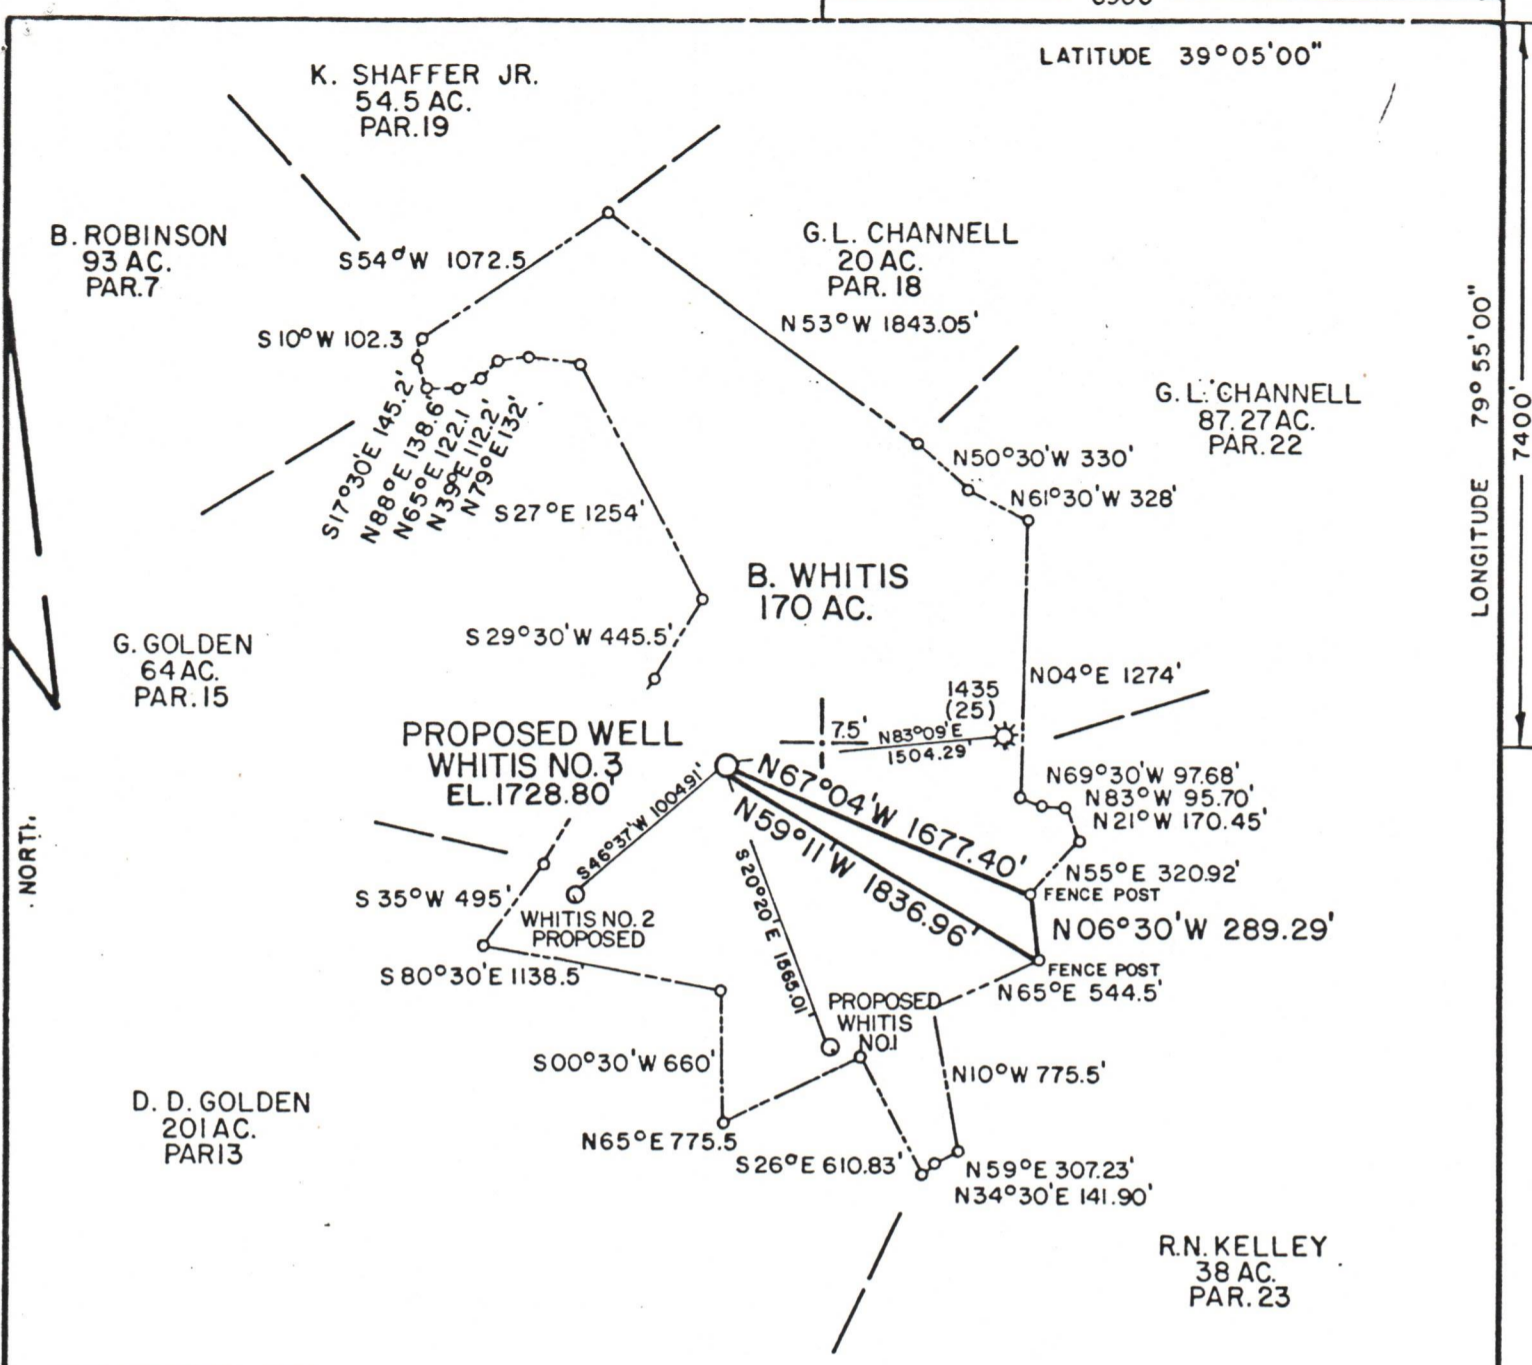 LATITUDE 39°05'00"
K. SHAFFER JR.
54.5 AC.
PAR.19
B. ROBINSON
93 AC.
PAR.7
S54°W 1072.5
G.L. CHANNELL
20 AC.
PAR. 18
N53°W 1843.05'
S10°W 102.3
LONGITUDE 79°55'00"
7400'
G. L. CHANNELL
87.27 AC.
PAR. 22
S17°30'E 145.2'
N88°E 138.6'
N65°E 122.1
N39°E 112.2'
N79°E 132'
N50°30'W 330'
N61°30'W 328'
S27°E 1254'
B. WHITIS
170 AC.
S29°30'W 445.5'
G. GOLDEN
64 AC.
PAR. 15
N04°E 1274'
1435
(25)
7.5'
N83°09'E
1504.29'
PROPOSED WELL
WHITIS NO. 3
EL. 1728.80'
N69°30'W 97.68'
N83°W 95.70'
N21°W 170.45'
N67°04'W 1677.40'
N59°11'W 1836.96'
S46°37'W 1004.91'
S20°20'E 1565.01'
NORTH
N55°E 320.92'
FENCE POST
S 35°W 495'
WHITIS NO. 2
PROPOSED
N06°30'W 289.29'
FENCE POST
S80°30'E 1138.5'
N65°E 544.5'
PROPOSED
WHITIS
NO.1
S00°30'W 660'
N10°W 775.5'
D. D. GOLDEN
201 AC.
PAR13
N65°E 775.5
S26°E 610.83'
N59°E 307.23'
N34°30'E 141.90'
R.N. KELLEY
38 AC.
PAR. 23